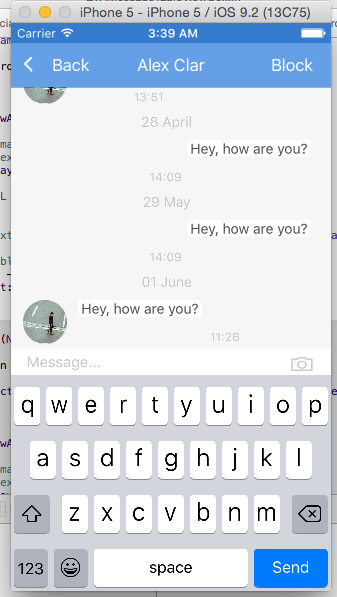 iPhone 5 - iPhone 5 / iOS 9.2 (13C75)
Carrier 3:39 AM
Back Alex Clar Block
13:51
28 April
Hey, how are you?
14:09
29 May
Hey, how are you?
14:09
01 June
Hey, how are you?
11:26
Message...
q w e r t y u i o p
a s d f g h j k l
z x c v b n m
123 space Send